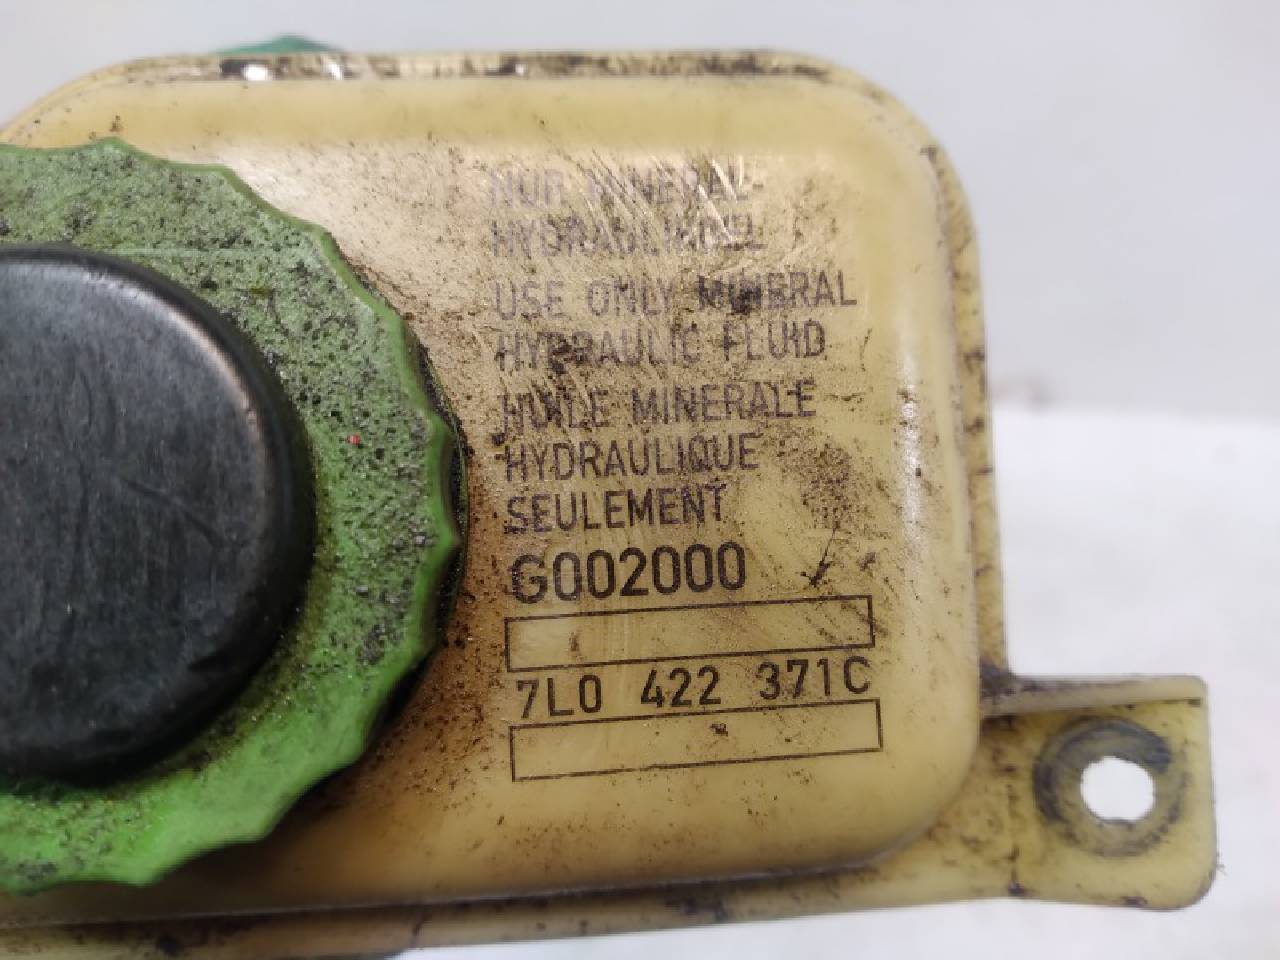 NUR MINERAL-
HYDRAULIKOEL
USE ONLY MINERAL
HYDRAULIC FLUID
HUILE MINERALE
HYDRAULIQUE
SEULEMENT
G002000
7L0 422 371C